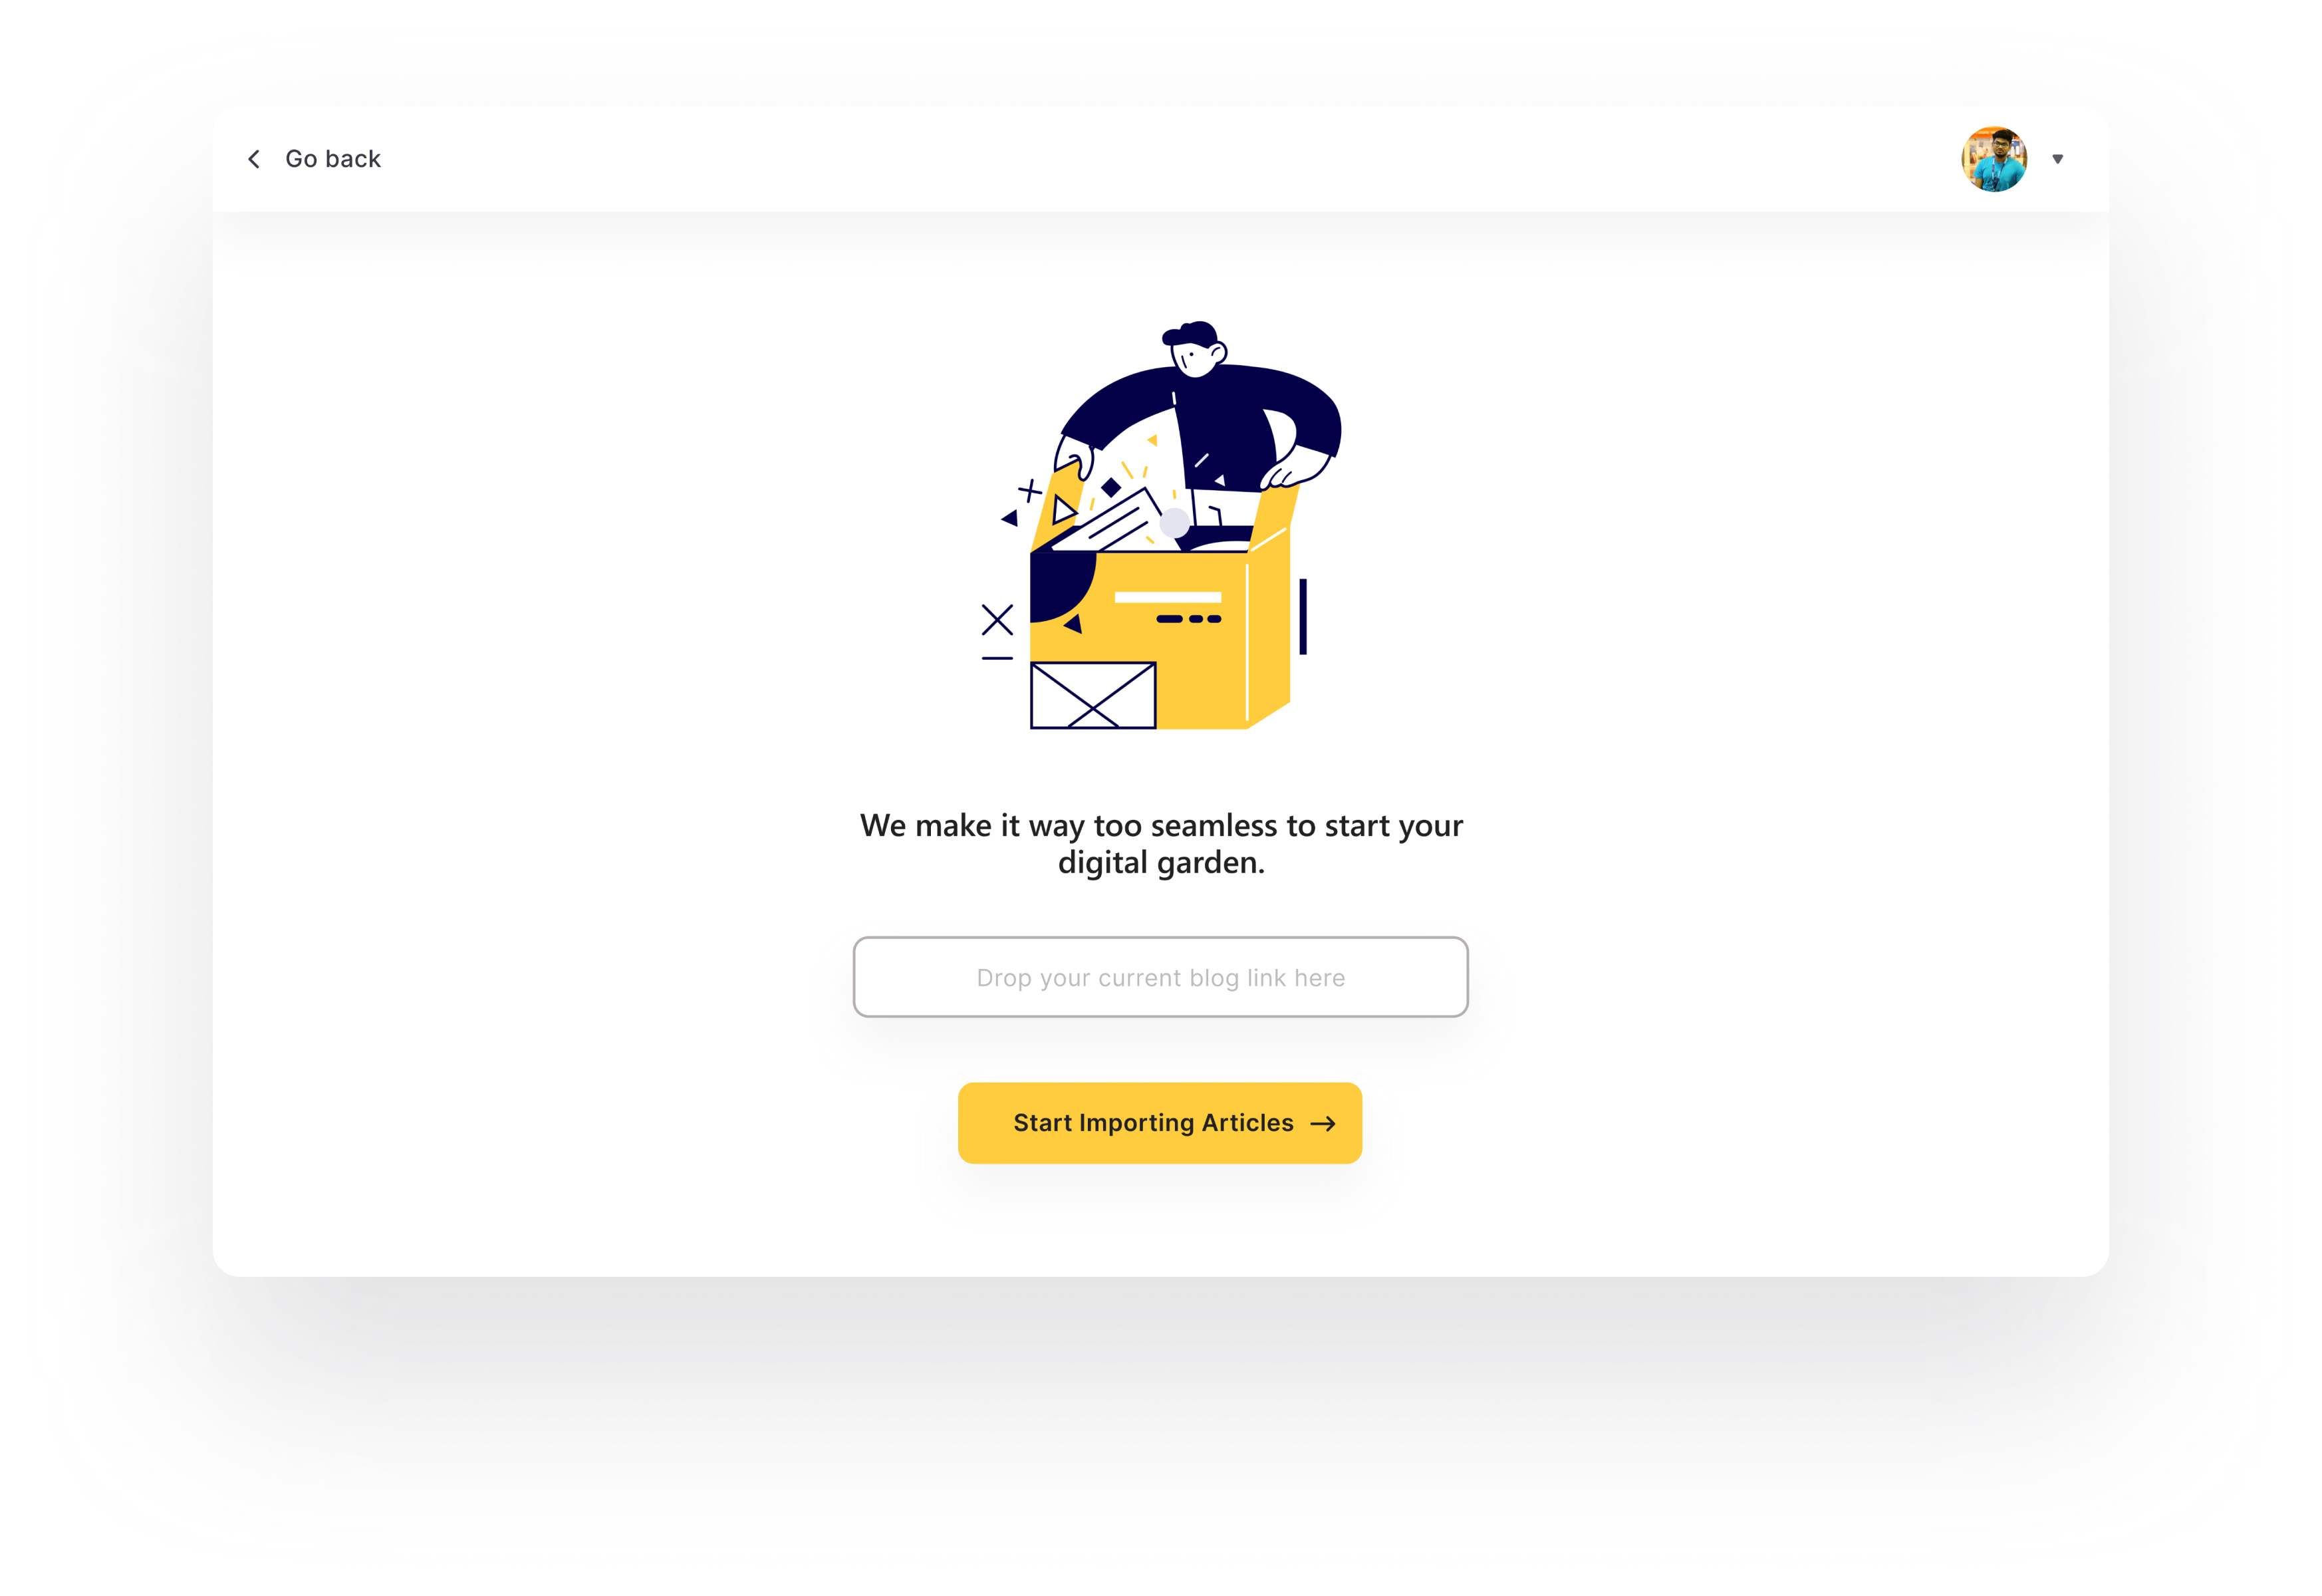 Go back
We make it way too seamless to start your
digital garden.
Drop your current blog link here
Start Importing Articles